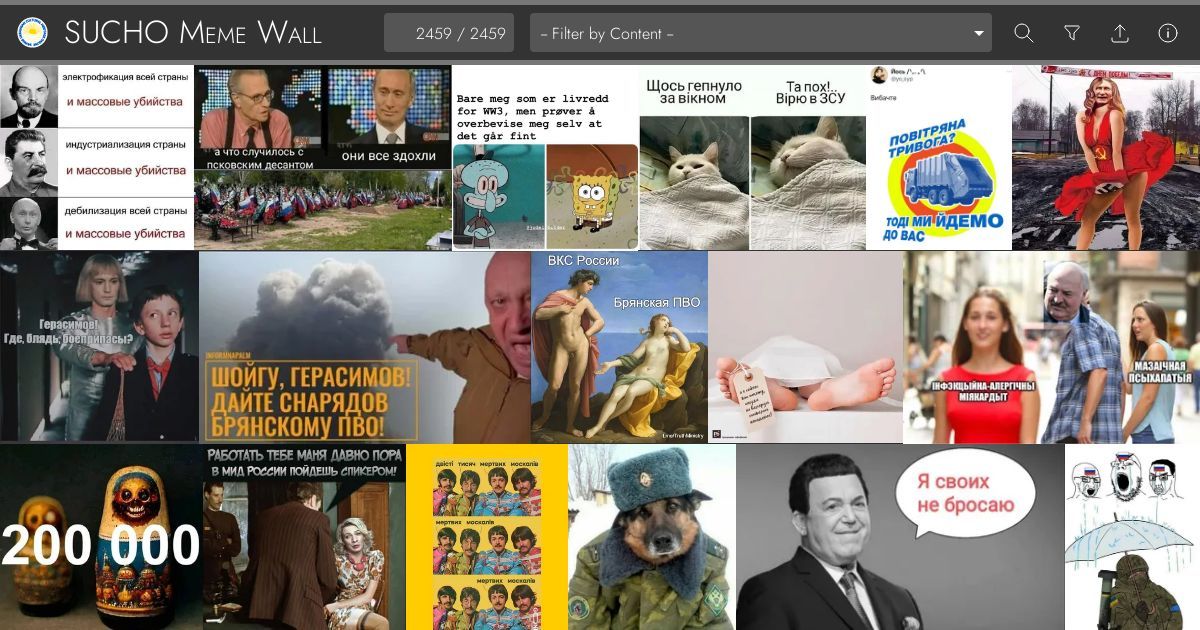 SUCHO Meme Wall
2459 / 2459
-- Filter by Content --
электрофикация всей страны
и массовые убийства
индустриализация страны
и массовые убийства
дебилизация всей страны
и массовые убийства
а что случилось с
псковским десантом
они все здохли
Bare meg som er livredd
for WW3, men prøver å
overbevise meg selv at
det går fint
Щось гепнуло
за вікном
Та пох!..
Вірю в ЗСУ
Вибачте
ПОВІТРЯНА
ТРИВОГА?
ТОДІ МИ ЙДЕМО
ДО ВАС
С ДНЕМ ПОБЕДЫ!
Герасимов!
Где, блядь, боеприпасы?
INFORMNAPALM
ШОЙГУ, ГЕРАСИМОВ!
ДАЙТЕ СНАРЯДОВ
БРЯНСКОМУ ПВО!
ВКС России
Брянская ПВО
ІНФЭКЦЫЙНА-АЛЕРГІЧНЫ
МІЯКАРДЫТ
МАЗАІЧНАЯ
ПСЫХАПАТЫЯ
200 000
РАБОТАТЬ ТЕБЕ МАНЯ ДАВНО ПОРА
В МИД РОССИИ ПОЙДЕШЬ СПИКЕРОМ!
двісті тисяч мертвих москалів
мертвих москалів
мертвих москалів
Я своих
не бросаю